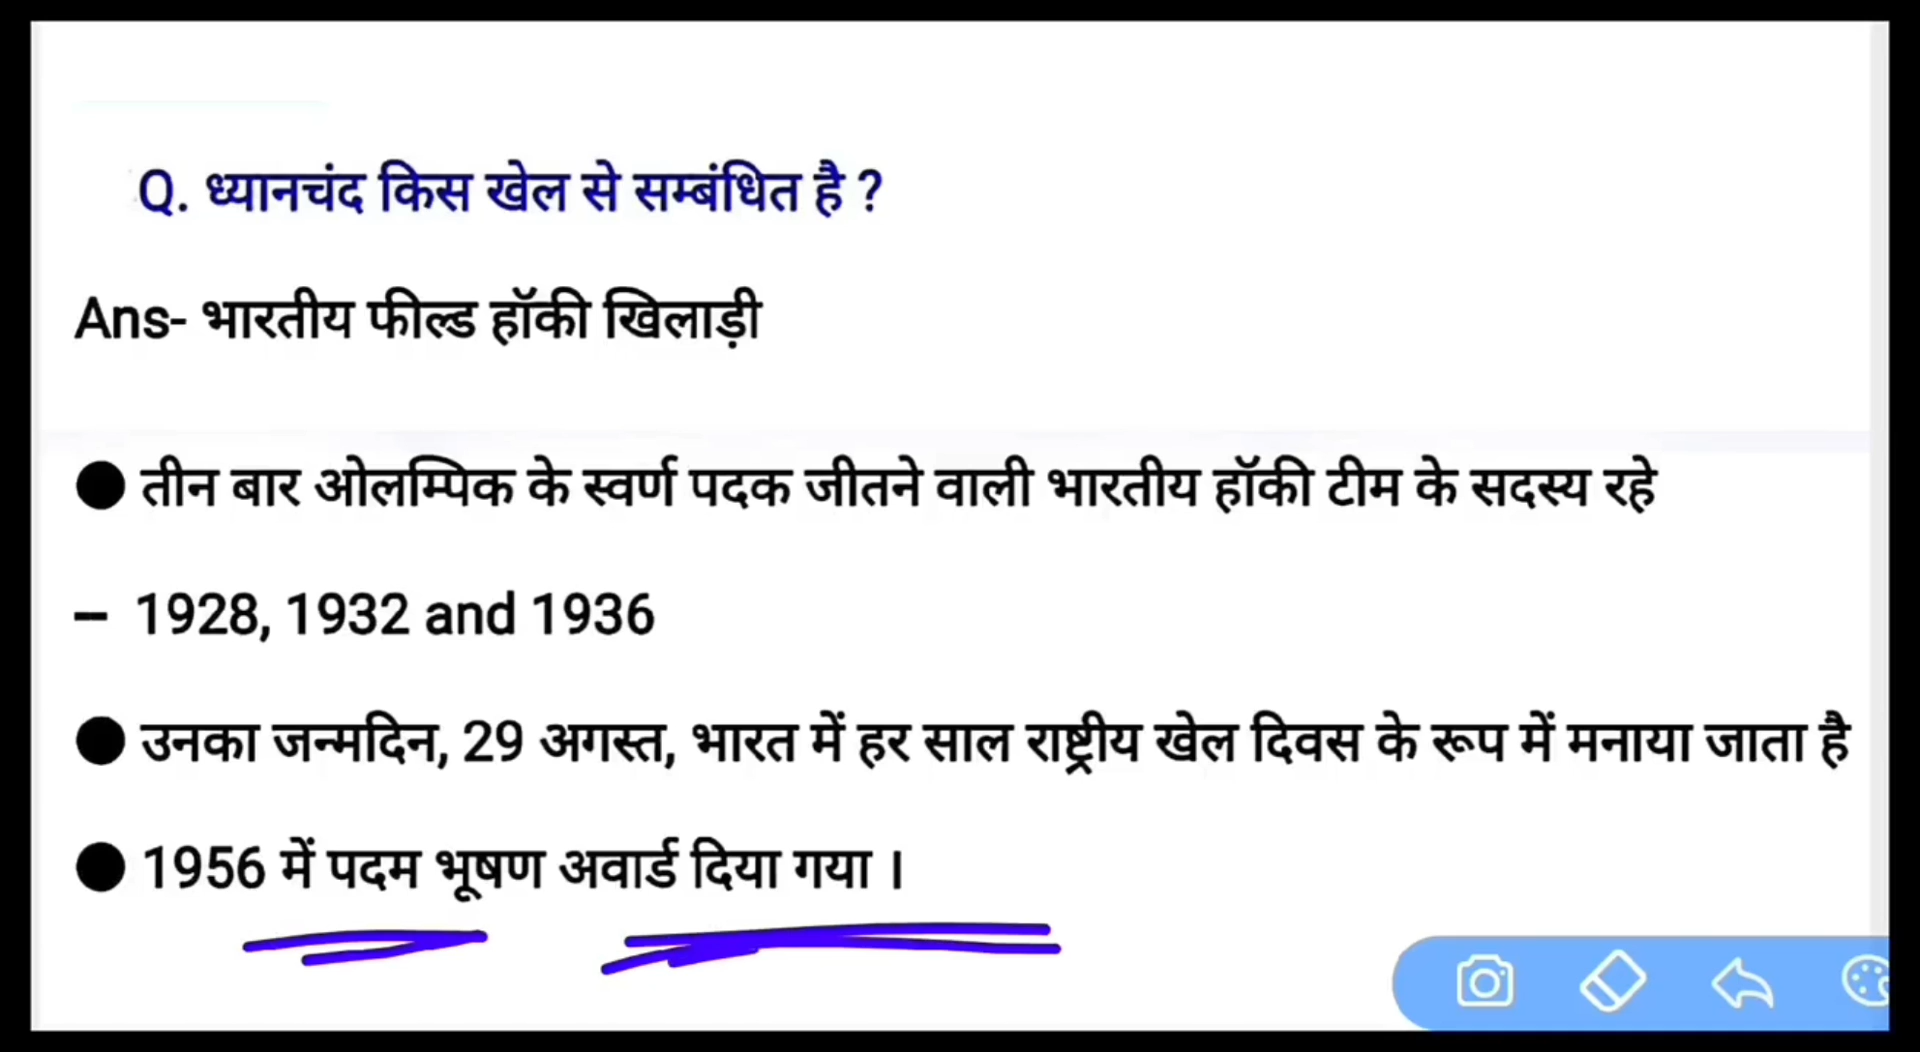 Q. ध्यानचंद किस खेल से सम्बंधित है ?
Ans- भारतीय फील्ड हॉकी खिलाड़ी
● तीन बार ओलम्पिक के स्वर्ण पदक जीतने वाली भारतीय हॉकी टीम के सदस्य रहे
– 1928, 1932 and 1936
● उनका जन्मदिन, 29 अगस्त, भारत में हर साल राष्ट्रीय खेल दिवस के रूप में मनाया जाता है
● 1956 में पदम भूषण अवार्ड दिया गया ।